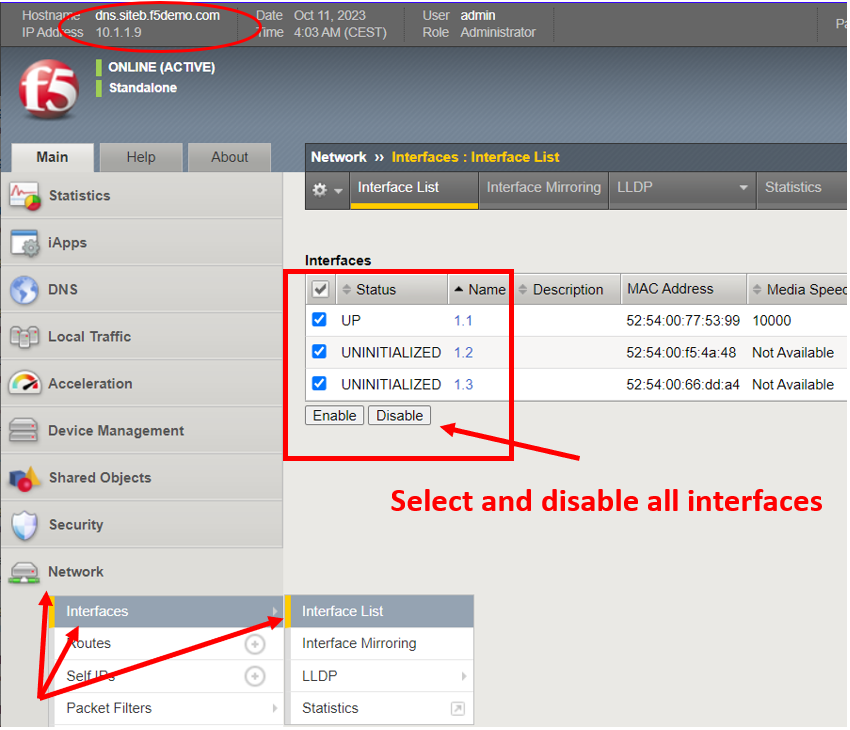 Hostname dns.siteb.f5demo.com Date Oct 11, 2023 User admin
IP Address 10.1.1.9 Time 4:03 AM (CEST) Role Administrator
f5
ONLINE (ACTIVE)
Standalone
Main Help About
Network ›› Interfaces : Interface List
Interface List Interface Mirroring LLDP Statistics
Statistics
iApps
DNS
Local Traffic
Acceleration
Device Management
Shared Objects
Security
Network
Interfaces
Status Name Description MAC Address Media Speed
UP 1.1 52:54:00:77:53:99 10000
UNINITIALIZED 1.2 52:54:00:f5:4a:48 Not Available
UNINITIALIZED 1.3 52:54:00:66:dd:a4 Not Available
Enable Disable
Select and disable all interfaces
Interfaces
Routes
Self IPs
Packet Filters
Interface List
Interface Mirroring
LLDP
Statistics